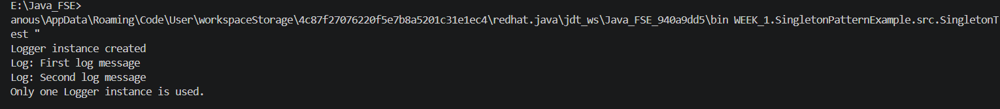 E:\Java_FSE>
anous\AppData\Roaming\Code\User\workspaceStorage\4c87f27076220f5e7b8a5201c31e1ec4\redhat.java\jdt_ws\Java_FSE_940a9dd5\bin WEEK_1.SingletonPatternExample.src.SingletonT
est "
Logger instance created
Log: First log message
Log: Second log message
Only one Logger instance is used.